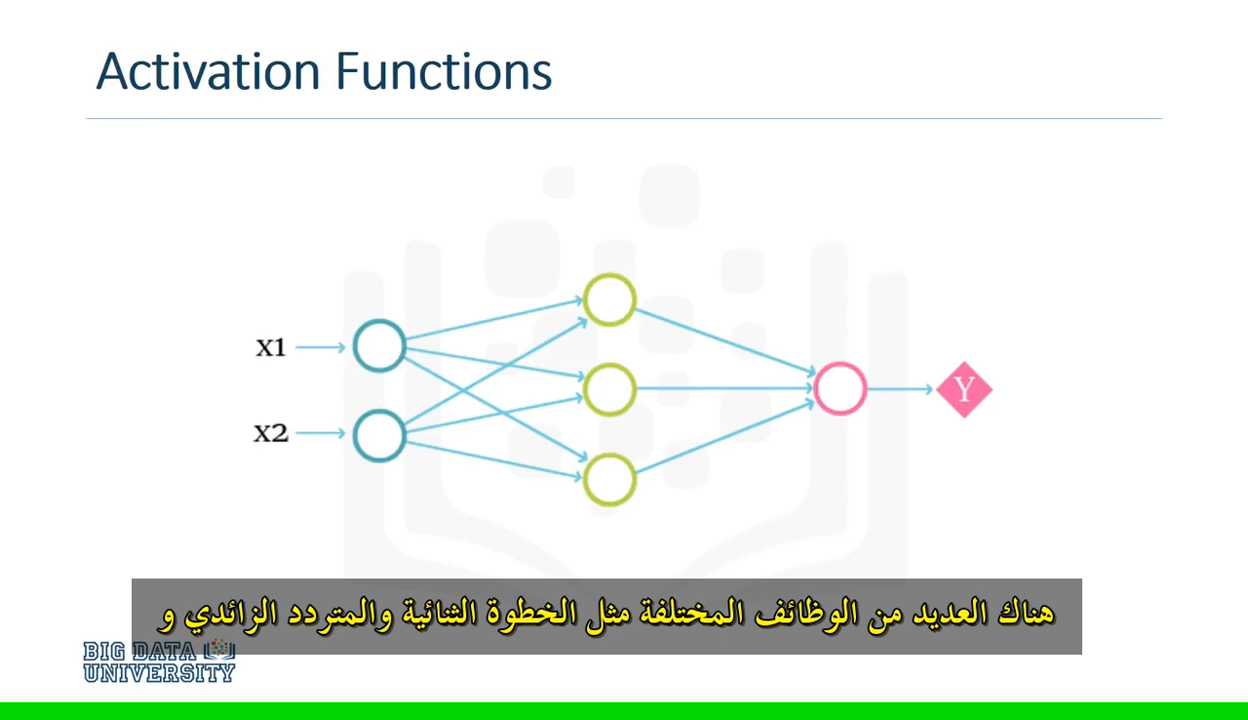 Activation Functions
X1
X2
Y
هناك العديد من الوظائف المختلفة مثل الخطوة الثنائية والمتردد الزائدي و
BIG DATA
UNIVERSITY